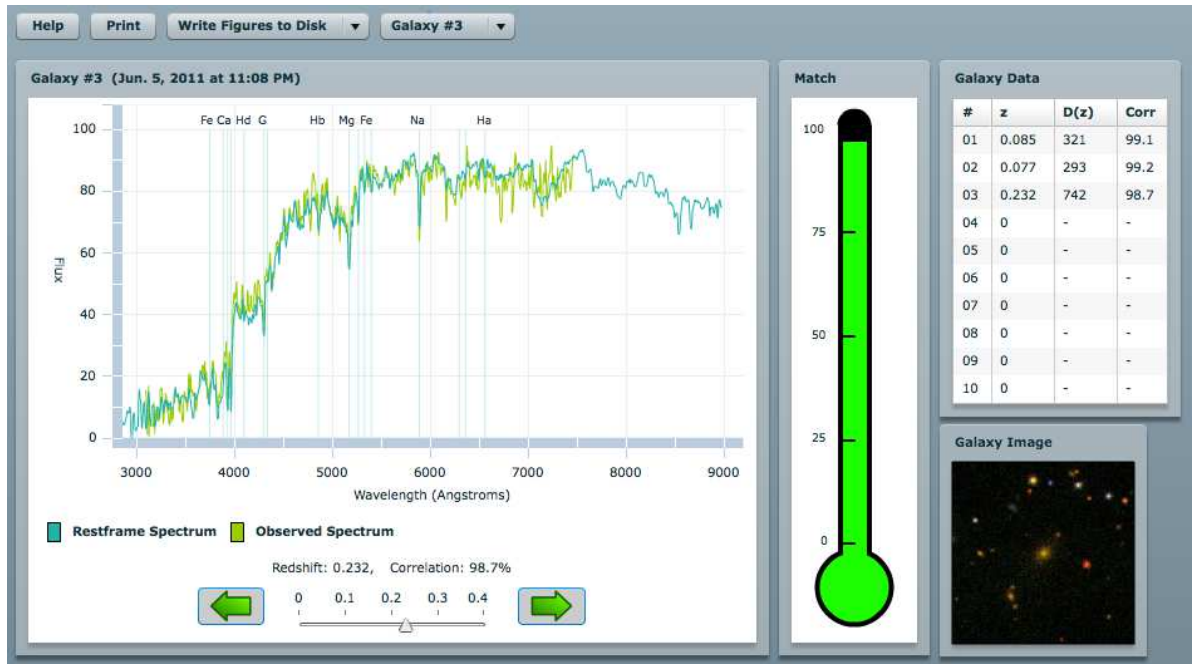 Help Print Write Figures to Disk Galaxy #3
Galaxy #3 (Jun. 5, 2011 at 11:08 PM)
Fe Ca Hd G Hb Mg Fe Na Ha
100
80
60
40
20
0
Flux
3000 4000 5000 6000 7000 8000 9000
Wavelength (Angstroms)
Restframe Spectrum Observed Spectrum
Redshift: 0.232, Correlation: 98.7%
0 0.1 0.2 0.3 0.4
Match
100
75
50
25
0
Galaxy Data
# z D(z) Corr
01 0.085 321 99.1
02 0.077 293 99.2
03 0.232 742 98.7
04 0 - -
05 0 - -
06 0 - -
07 0 - -
08 0 - -
09 0 - -
10 0 - -
Galaxy Image